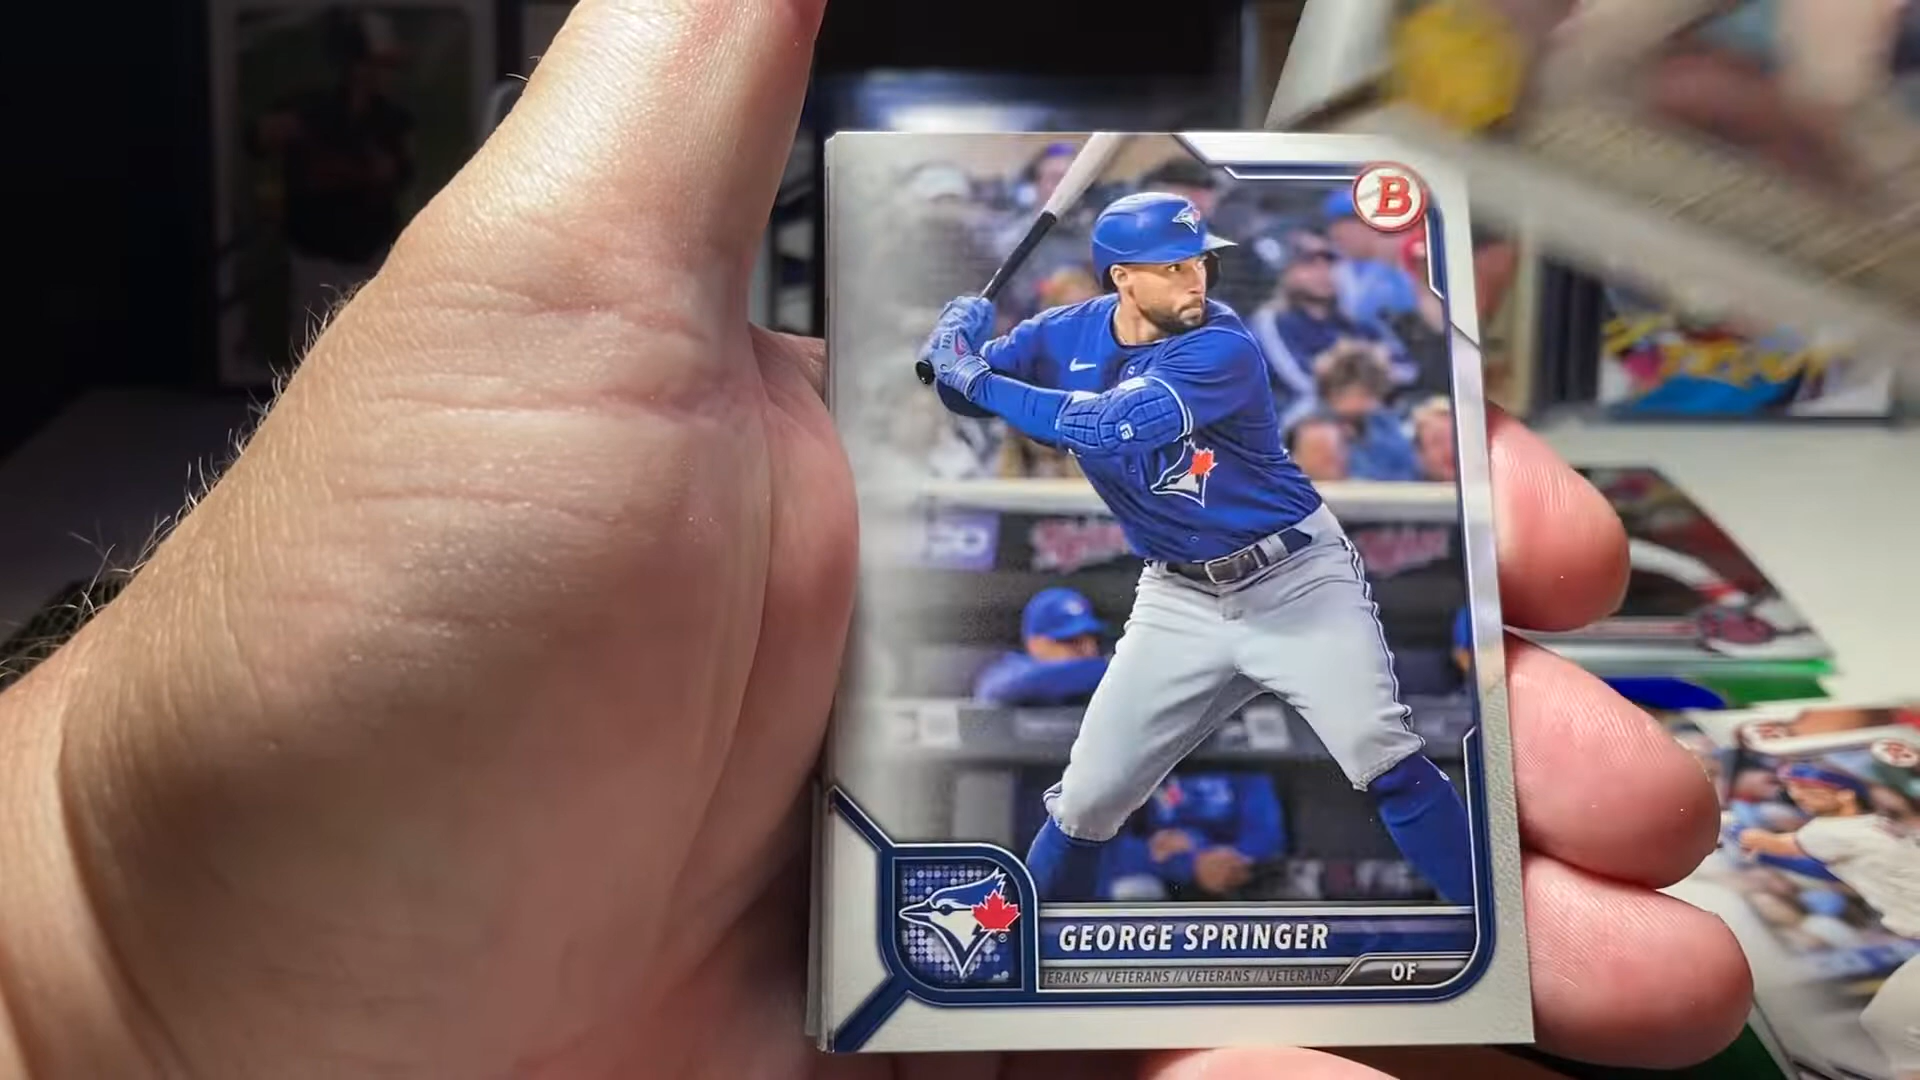 B
GEORGE SPRINGER
ERANS // VETERANS // VETERANS // VETERANS /
OF